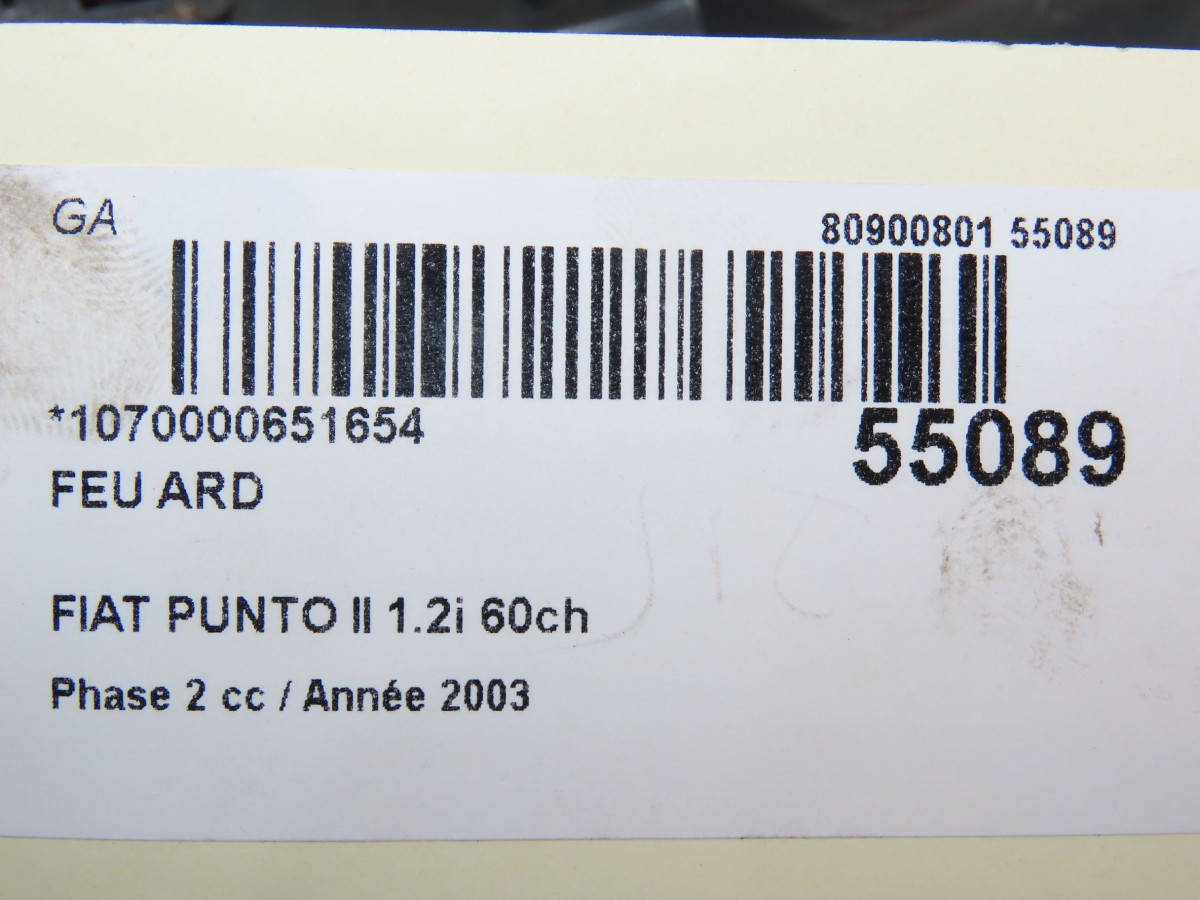 GA
80900801 55089
*1070000651654
55089
FEU ARD
FIAT PUNTO II 1.2i 60ch
Phase 2 cc / Année 2003